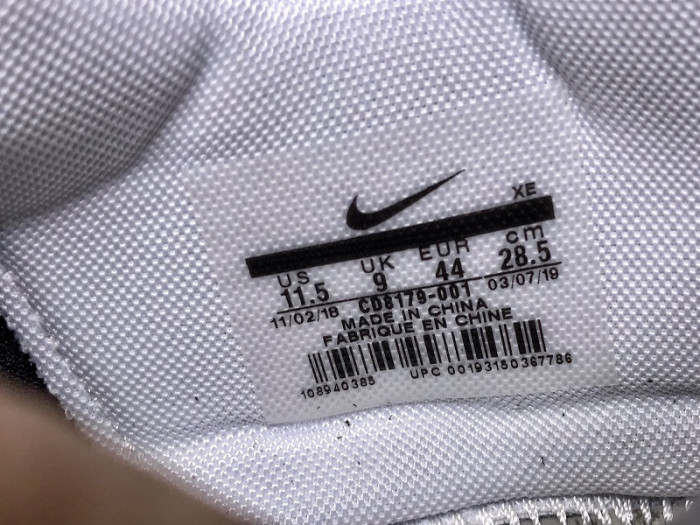 XE
US UK EUR cm
11.5 9 44 28.5
11/02/18 CD8179-001 03/07/19
MADE IN CHINA
FABRIQUE EN CHINE
108940385 UPC 00193150367786